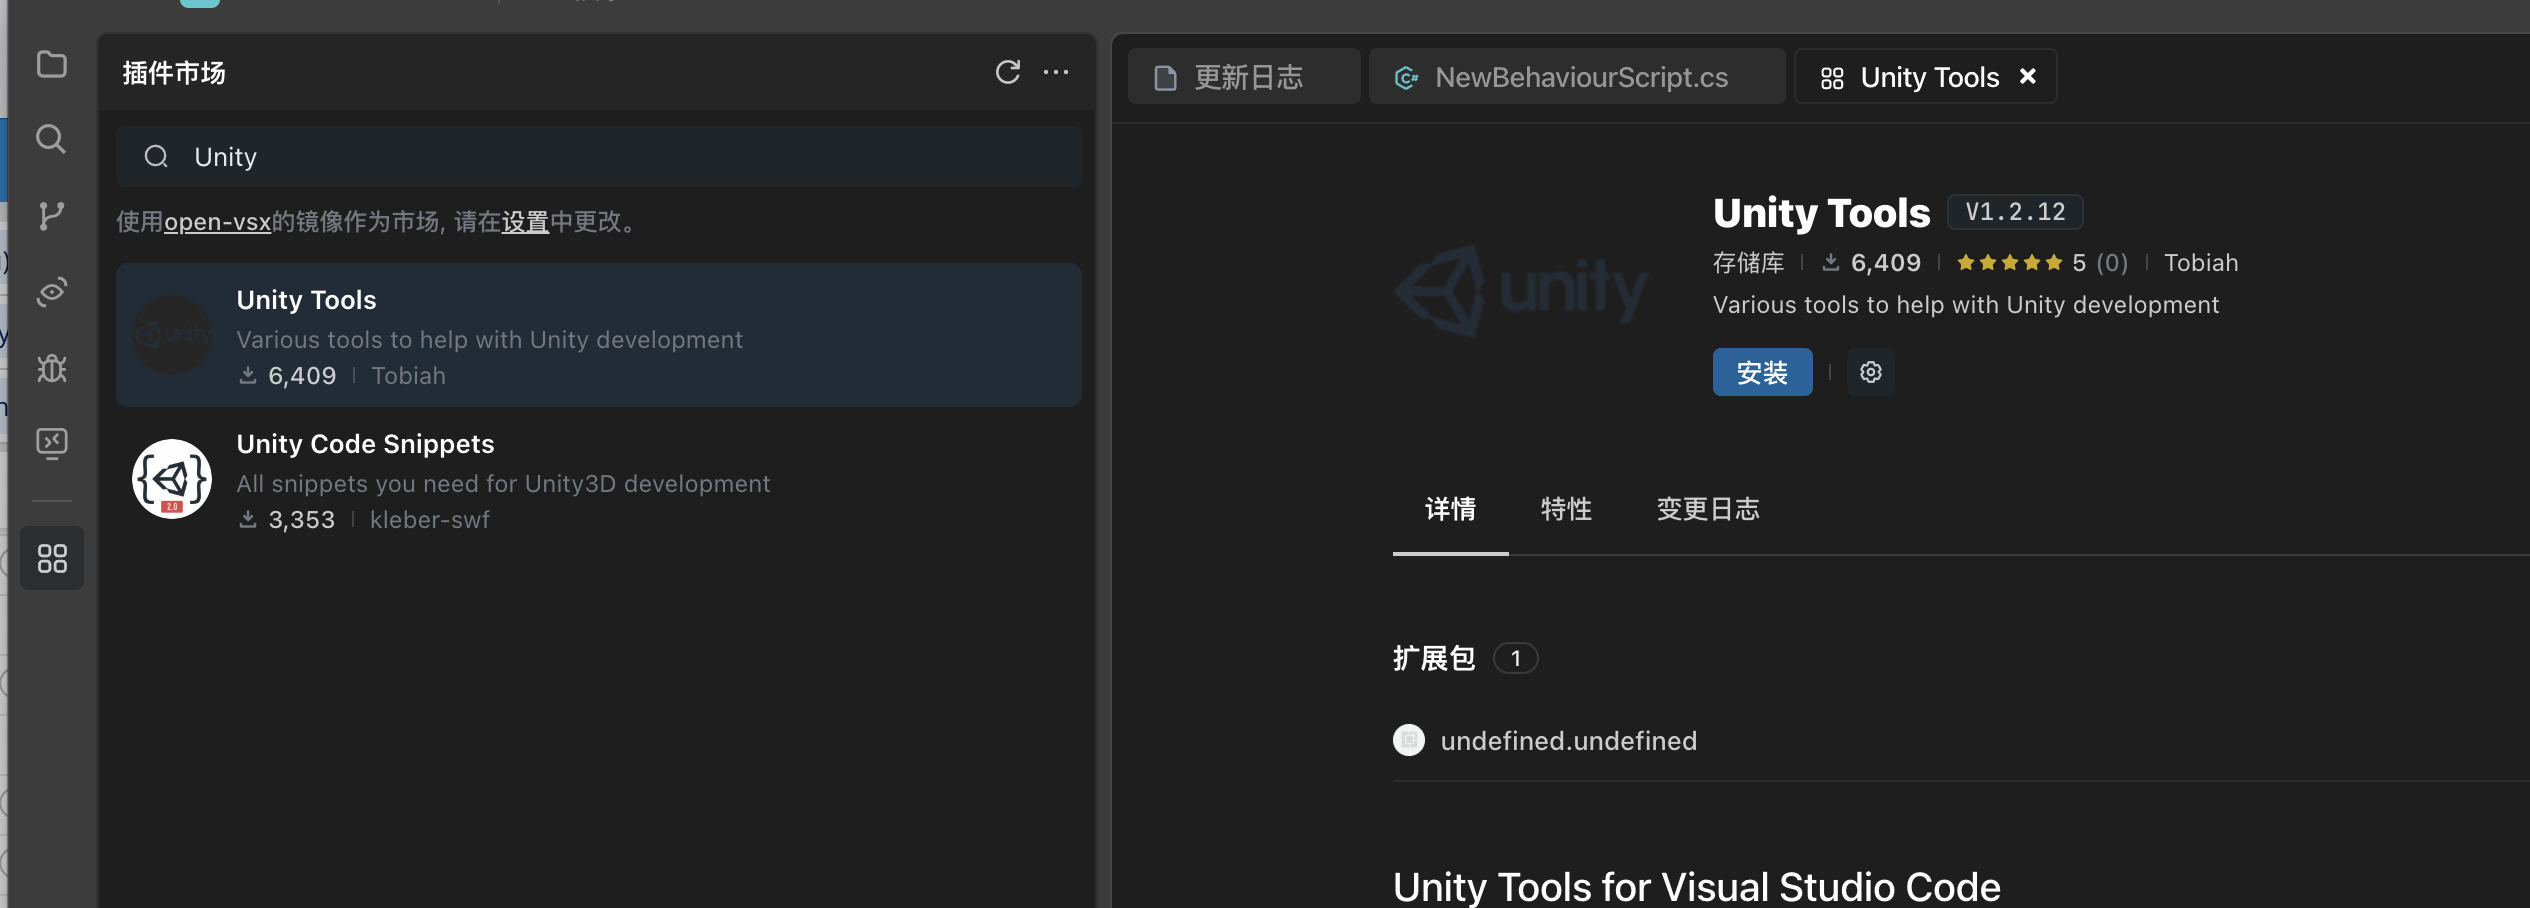 插件市场
Unity
使用open-vsx的镜像作为市场, 请在设置中更改。
unity
Unity Tools
Various tools to help with Unity development
6,409 Tobiah
2.0
Unity Code Snippets
All snippets you need for Unity3D development
3,353 kleber-swf
更新日志
NewBehaviourScript.cs
Unity Tools
unity
Unity Tools V1.2.12
存储库 6,409 5 (0) Tobiah
Various tools to help with Unity development
安装
详情 特性 变更日志
扩展包 1
undefined.undefined
Unity Tools for Visual Studio Code